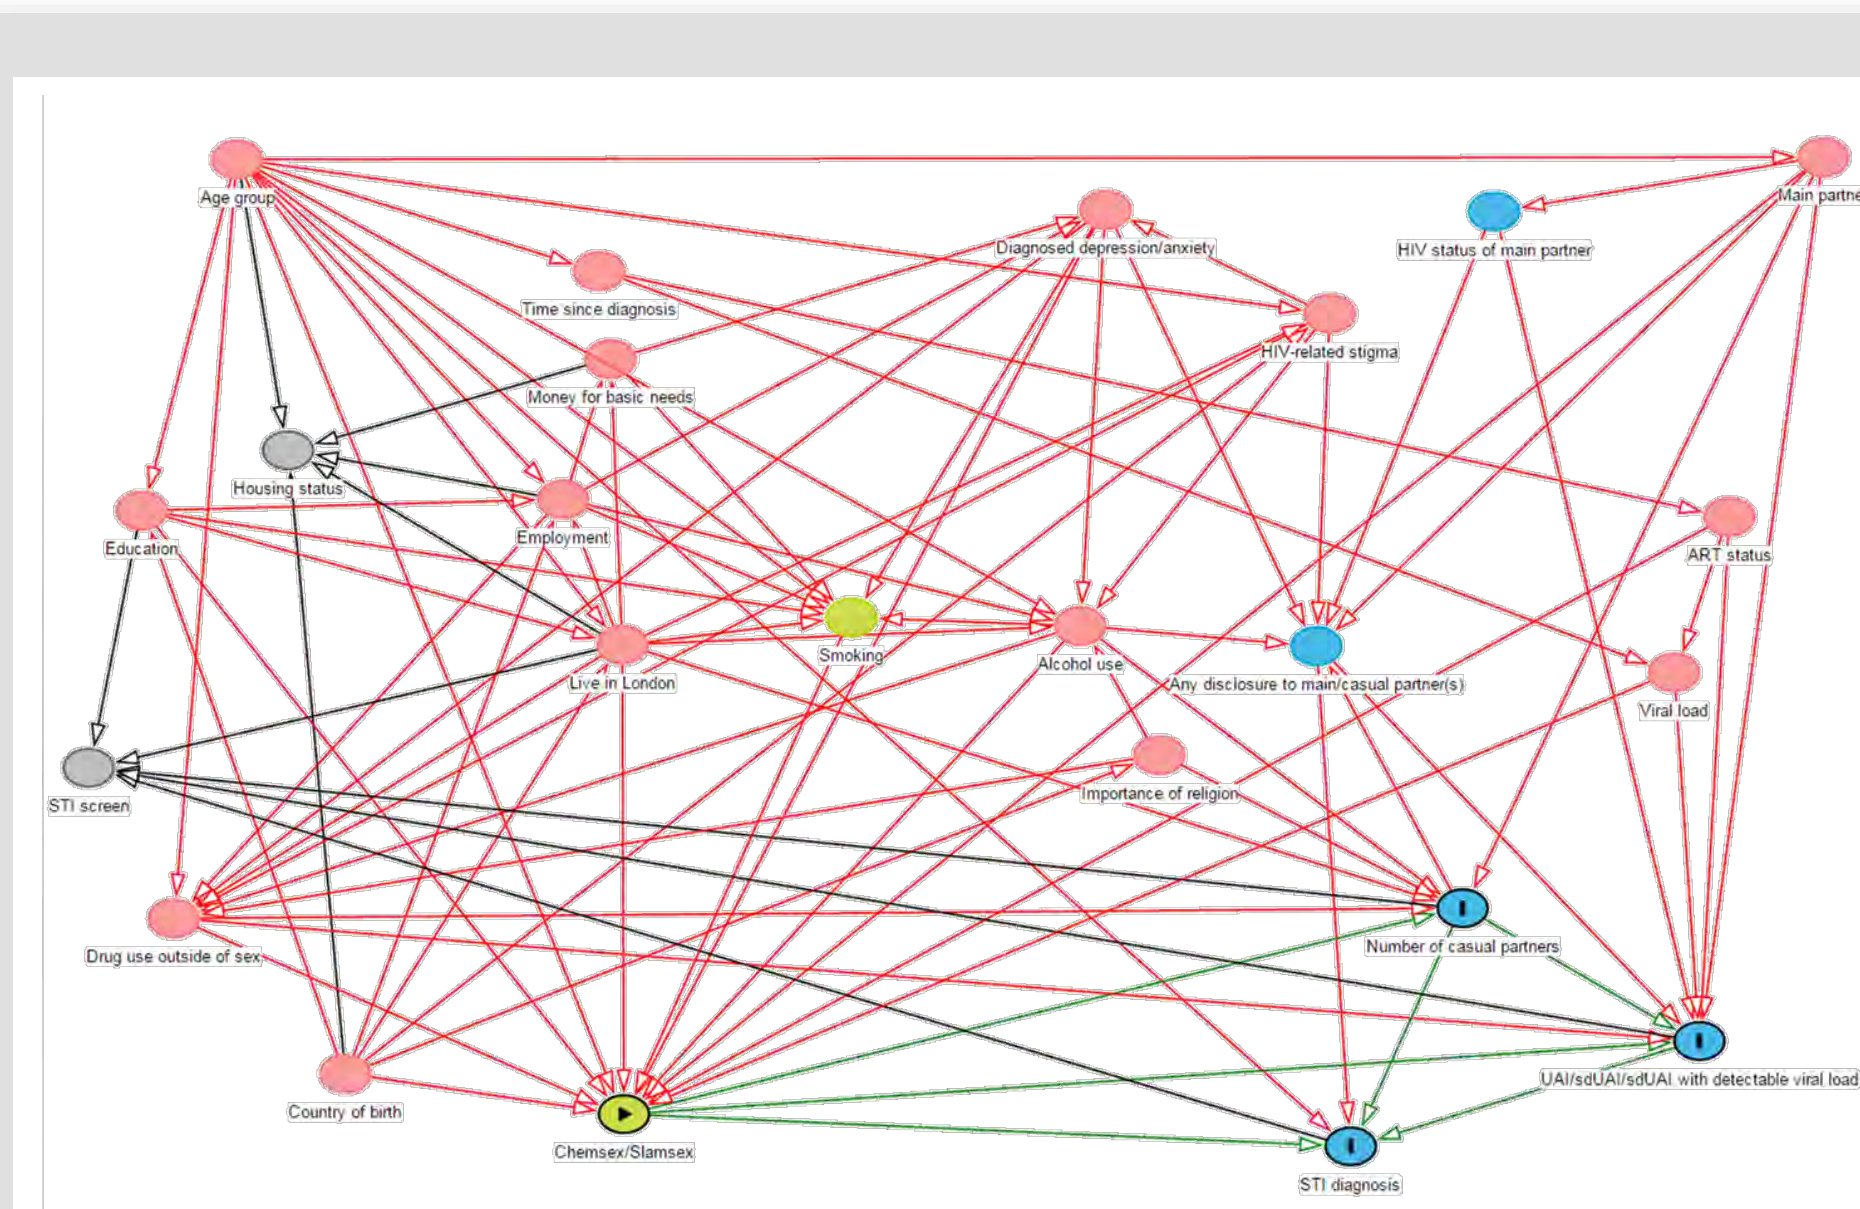 Age group
Main partne
Diagnosed depression/anxiety
HIV status of main partner
Time since diagnosis
HIV-related stigma
Money for basic needs
Housing status
Employment
Education
ART status
Smoking
Alcohol use
Live in London
Any disclosure to main/casual partner(s)
Viral load
Importance of religion
STI screen
Number of casual partners
Drug use outside of sex
UAI/sdUAI/sdUAI with detectable viral load
Country of birth
Chemsex/Slamsex
STI diagnosis